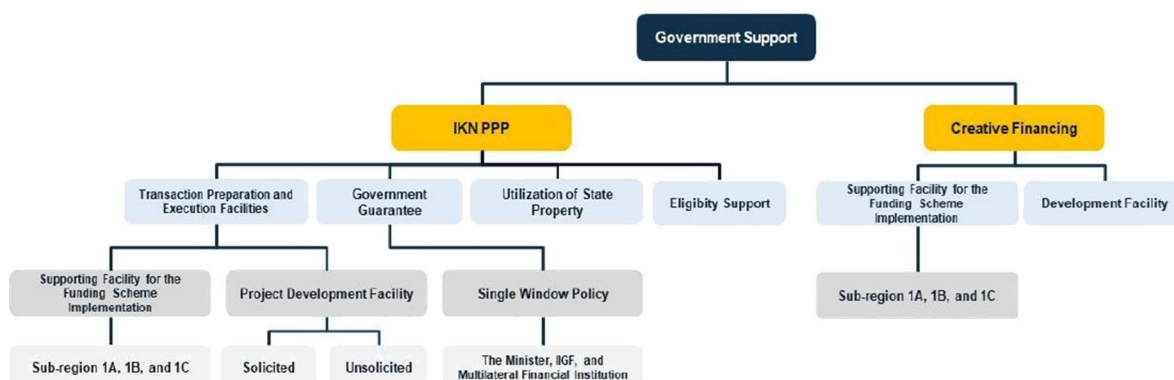 Government Support
IKN PPP
Creative Financing
Transaction Preparation and
Execution Facilities
Government
Guarantee
Utilization of State
Property
Eligibity Support
Supporting Facility for the
Funding Scheme
Implementation
Development Facility
Supporting Facility for the
Funding Scheme
Implementation
Project Development Facility
Single Window Policy
Sub-region 1A, 1B, and 1C
Sub-region 1A, 1B, and 1C
Solicited
Unsolicited
The Minister, IIGF, and
Multilateral Financial Institution